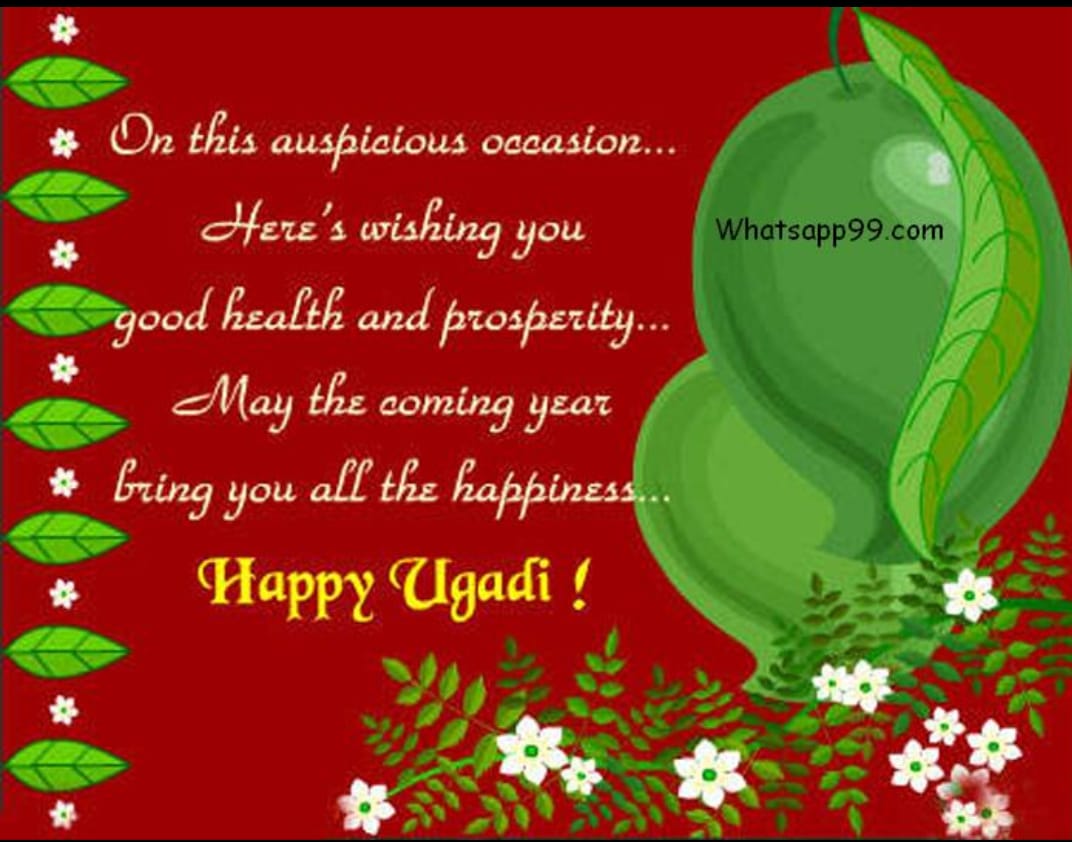 On this auspicious occasion...
Here's wishing you
good health and prosperity...
May the coming year
bring you all the happiness...
Happy Ugadi !
Whatsapp99.com